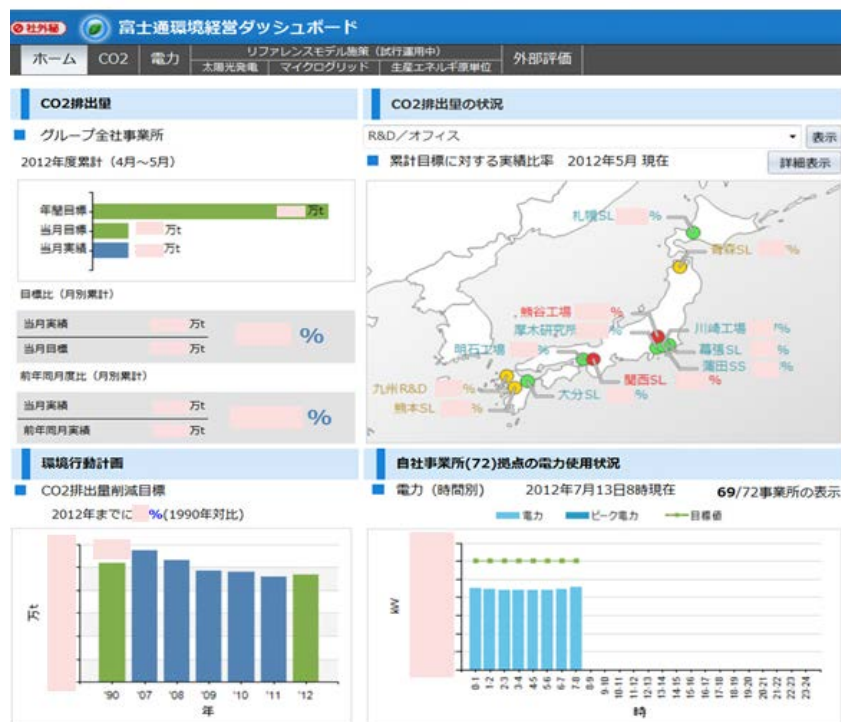 社外秘 富士通環境経営ダッシュボード
ホーム CO2 電力 リファレンスモデル施策（試行運用中） 外部評価
太陽光発電 マイクログリッド 生産エネルギ原単位
CO2排出量
グループ全社事業所
2012年度累計（4月～5月）
年間目標 万t
当月目標 万t
当月実績 万t
目標比（月別累計）
当月実績 万t %
当月目標 万t
前年同月度比（月別累計）
当月実績 万t %
前年同月実績 万t
CO2排出量の状況
R&D／オフィス 表示
累計目標に対する実績比率 2012年5月 現在 詳細表示
札幌SL %
青森SL %
熊谷工場 %
厚木研究所 % 川崎工場 %
明石工場 % 幕張SL %
蒲田SS %
九州R&D % 関西SL %
熊本SL % 大分SL %
環境行動計画
CO2排出量削減目標
2012年までに %(1990年対比)
万t
'90 '07 '08 '09 '10 '11 '12
年
自社事業所(72)拠点の電力使用状況
電力（時間別） 2012年7月13日8時現在 69/72事業所の表示
電力 ピーク電力 目標値
kW
0-1 1-2 2-3 3-4 4-5 5-6 6-7 7-8 8-9 9-10 10-11 11-12 12-13 13-14 14-15 15-16 16-17 17-18 18-19 19-20 20-21 21-22 22-23 23-24
時